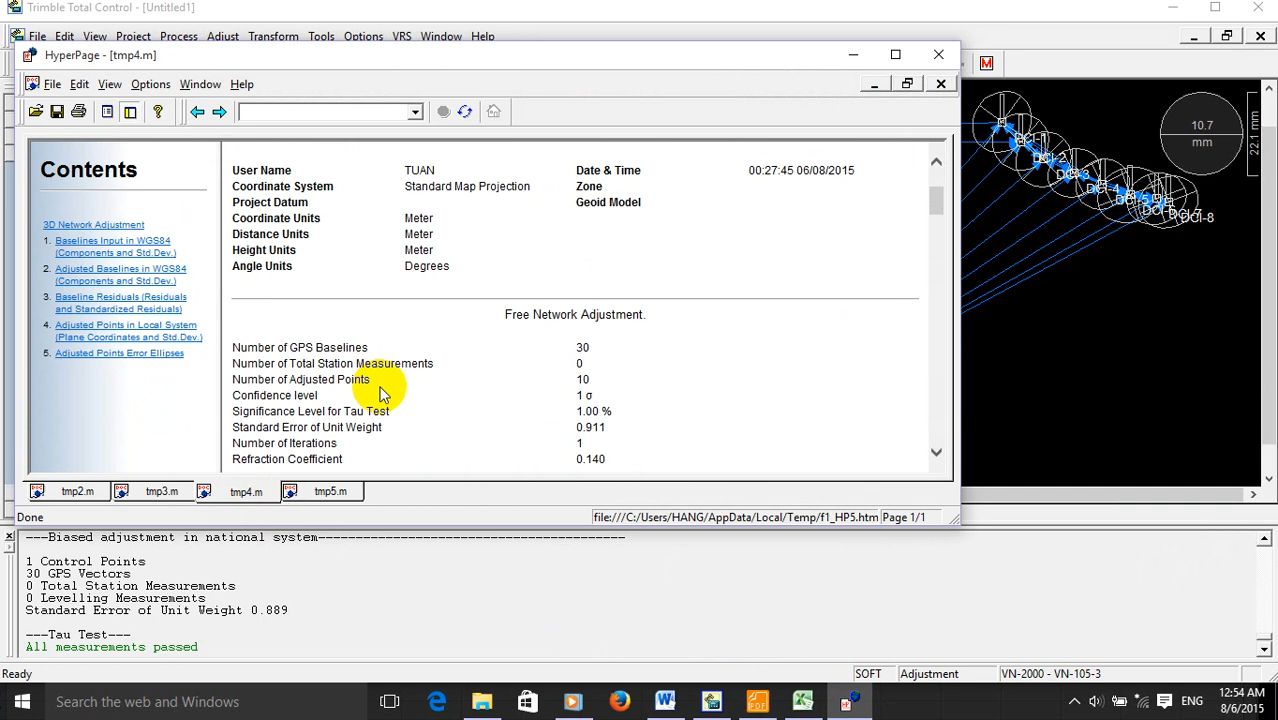 Trimble Total Control - [Untitled1]
File Edit View Project Process Adjust Transform Tools Options VRS Window Help
HyperPage - [tmp4.m]
File Edit View Options Window Help
Contents
3D Network Adjustment
1. Baselines Input in WGS84
(Components and Std.Dev.)
2. Adjusted Baselines in WGS84
(Components and Std.Dev.)
3. Baseline Residuals (Residuals
and Standardized Residuals)
4. Adjusted Points in Local System
(Plane Coordinates and Std.Dev.)
5. Adjusted Points Error Ellipses
User Name TUAN Date & Time 00:27:45 06/08/2015
Coordinate System Standard Map Projection Zone
Project Datum Geoid Model
Coordinate Units Meter
Distance Units Meter
Height Units Meter
Angle Units Degrees
Free Network Adjustment.
Number of GPS Baselines 30
Number of Total Station Measurements 0
Number of Adjusted Points 10
Confidence level 1 σ
Significance Level for Tau Test 1.00 %
Standard Error of Unit Weight 0.911
Number of Iterations 1
Refraction Coefficient 0.140
tmp2.m tmp3.m tmp4.m tmp5.m
Done file:///C:/Users/HANG/AppData/Local/Temp/f1_HP5.htm Page 1/1
M
10.7
mm
22.1 mm
DCI-8
---Biased adjustment in national system----------------------------------------
1 Control Points
30 GPS Vectors
0 Total Station Measurements
0 Levelling Measurements
Standard Error of Unit Weight 0.889
---Tau Test---
All measurements passed
Ready SOFT Adjustment VN-2000 - VN-105-3
Search the web and Windows
ENG
12:54 AM
8/6/2015